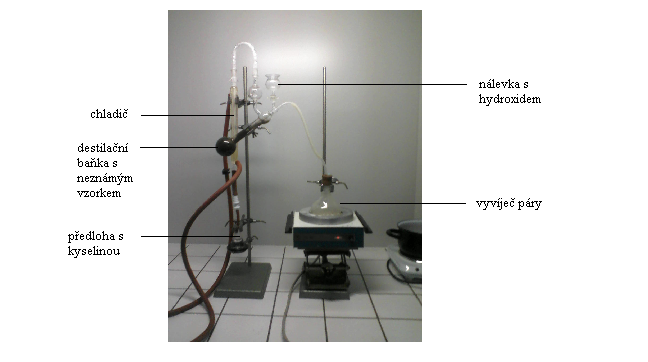 chladič
destilační
baňka s
neznámým
vzorkem
předloha s
kyselinou
nálevka s
hydroxidem
vyvíječ páry